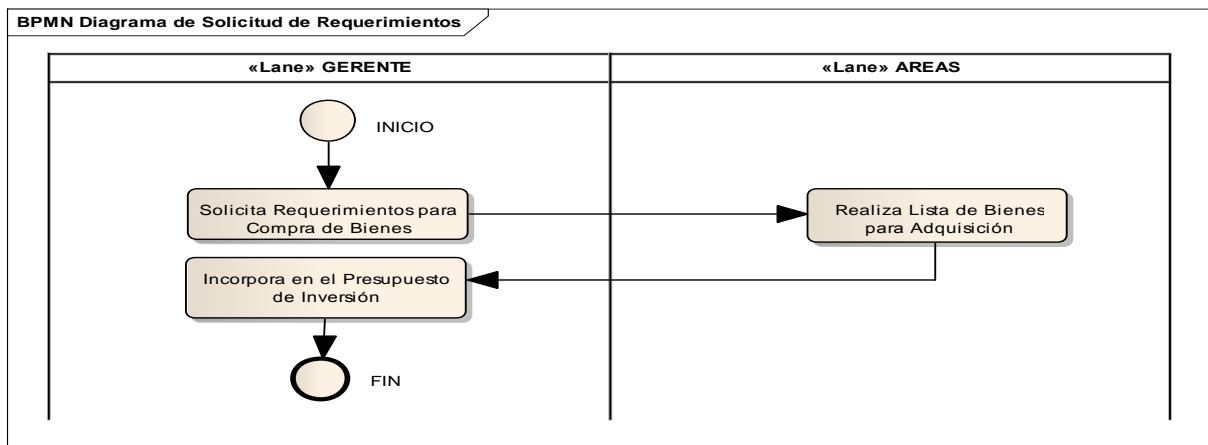 BPMN Diagrama de Solicitud de Requerimientos
«Lane» GERENTE
«Lane» AREAS
INICIO
Solicita Requerimientos para
Compra de Bienes
Realiza Lista de Bienes
para Adquisición
Incorpora en el Presupuesto
de Inversión
FIN